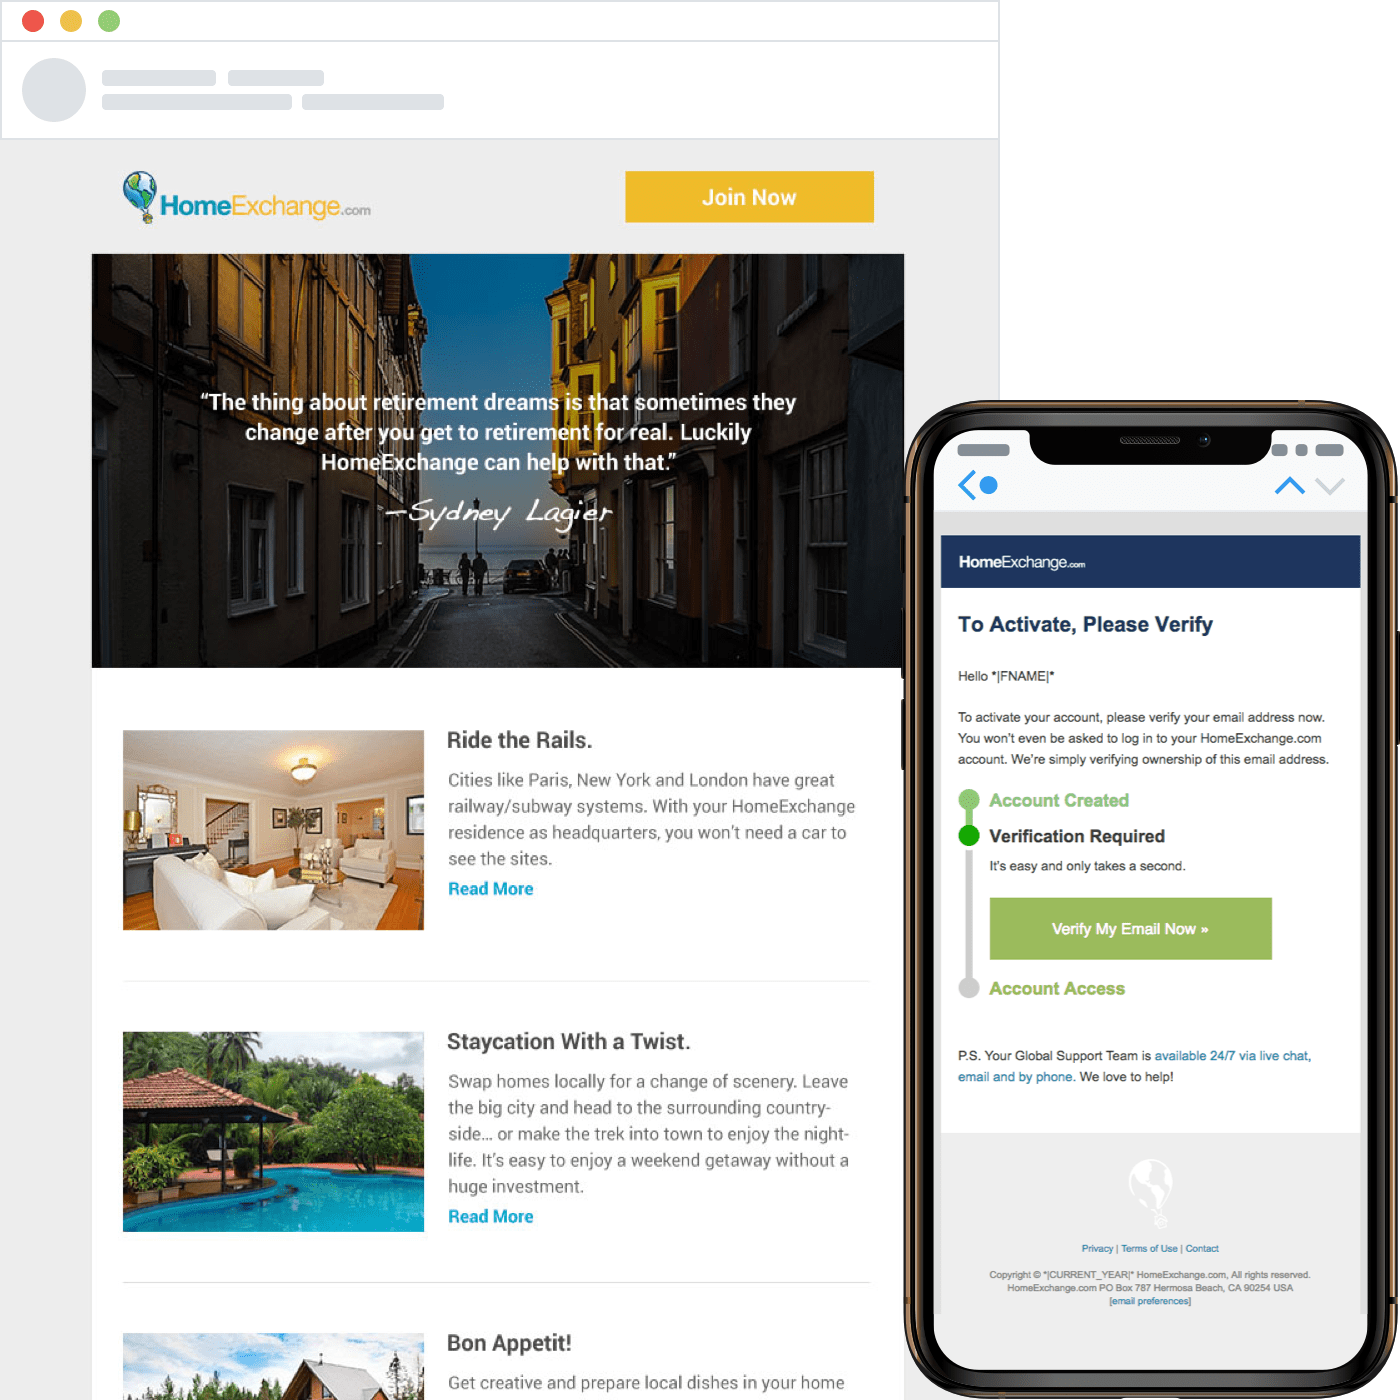 HomeExchange.com
Join Now
“The thing about retirement dreams is that sometimes they
change after you get to retirement for real. Luckily
HomeExchange can help with that.”
—Sydney Lagier
Ride the Rails.
Cities like Paris, New York and London have great
railway/subway systems. With your HomeExchange
residence as headquarters, you won't need a car to
see the sites.
Read More
Staycation With a Twist.
Swap homes locally for a change of scenery. Leave
the big city and head to the surrounding country-
side... or make the trek into town to enjoy the night-
life. It's easy to enjoy a weekend getaway without a
huge investment.
Read More
Bon Appetit!
Get creative and prepare local dishes in your home
HomeExchange.com
To Activate, Please Verify
Hello *|FNAME|*
To activate your account, please verify your email address now.
You won't even be asked to log in to your HomeExchange.com
account. We're simply verifying ownership of this email address.
Account Created
Verification Required
It's easy and only takes a second.
Verify My Email Now »
Account Access
P.S. Your Global Support Team is available 24/7 via live chat,
email and by phone. We love to help!
Privacy | Terms of Use | Contact
Copyright © *|CURRENT_YEAR|* HomeExchange.com, All rights reserved.
HomeExchange.com PO Box 787 Hermosa Beach, CA 90254 USA
[email preferences]